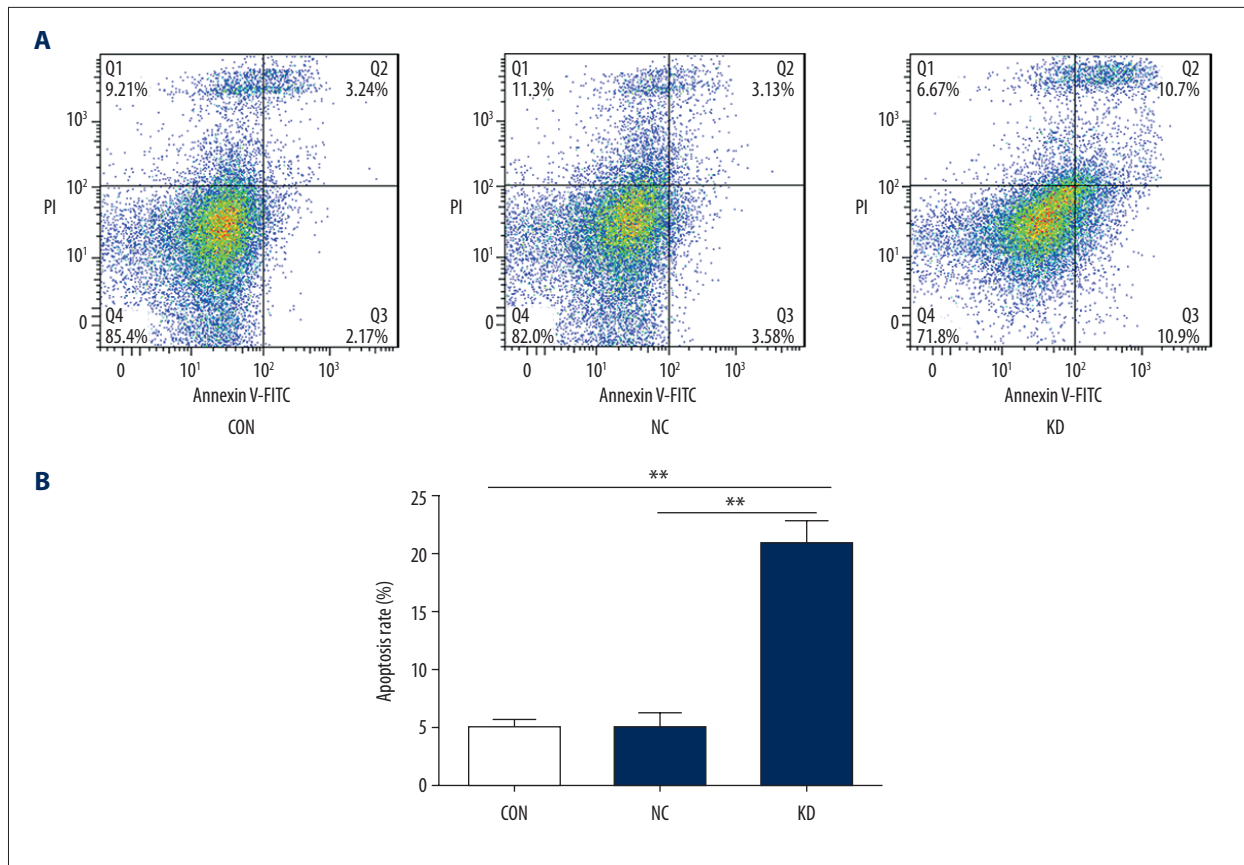 A
Q1 Q2
9.21% 3.24%
10³
10²
PI
10¹
0
Q4 Q3
85.4% 2.17%
0 10¹ 10² 10³
Annexin V-FITC
CON
Q1 Q2
11.3% 3.13%
10³
10²
PI
10¹
0
Q4 Q3
82.0% 3.58%
0 10¹ 10² 10³
Annexin V-FITC
NC
Q1 Q2
6.67% 10.7%
10³
10²
PI
10¹
0
Q4 Q3
71.8% 10.9%
0 10¹ 10² 10³
Annexin V-FITC
KD
B
**
**
Apoptosis rate (%)
25
20
15
10
5
0
CON NC KD